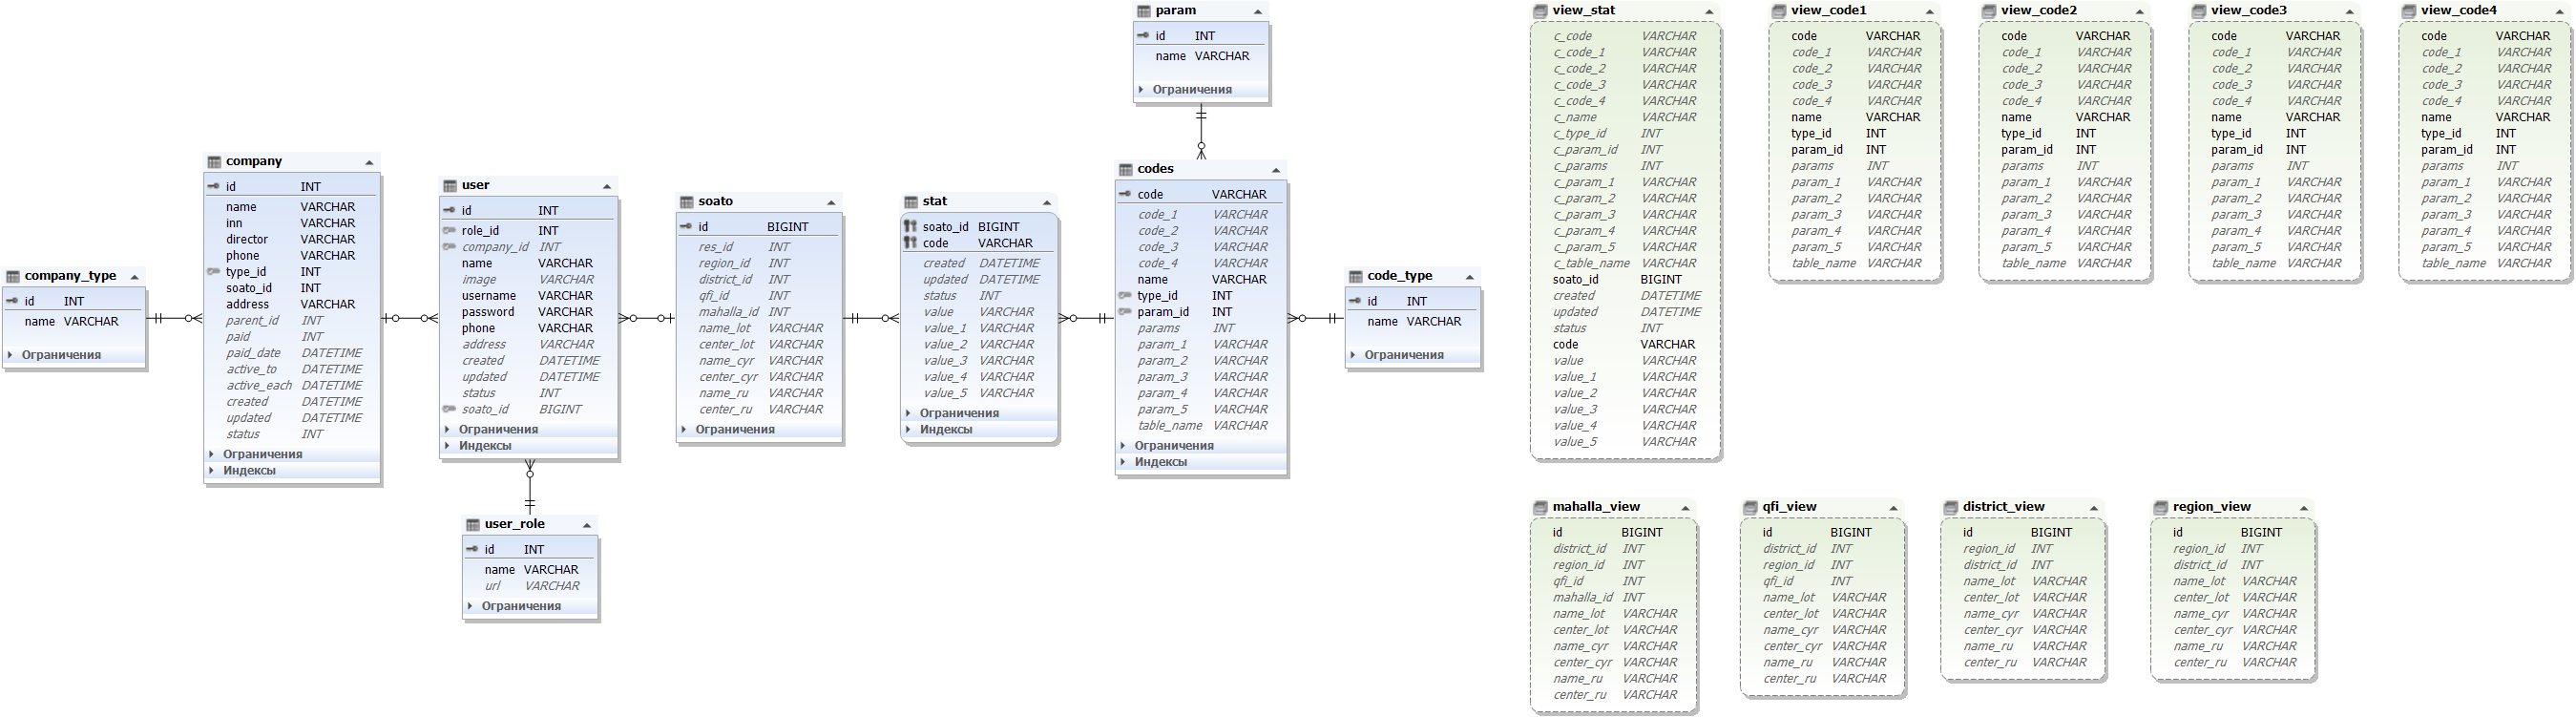 company_type
id INT
name VARCHAR
Ограничения
company
id INT
name VARCHAR
inn VARCHAR
director VARCHAR
phone VARCHAR
type_id INT
soato_id INT
address VARCHAR
parent_id INT
paid INT
paid_date DATETIME
active_to DATETIME
active_each DATETIME
created DATETIME
updated DATETIME
status INT
Ограничения
Индексы
user
id INT
role_id INT
company_id INT
name VARCHAR
image VARCHAR
username VARCHAR
password VARCHAR
phone VARCHAR
address VARCHAR
created DATETIME
updated DATETIME
status INT
soato_id BIGINT
Ограничения
Индексы
user_role
id INT
name VARCHAR
url VARCHAR
Ограничения
soato
id BIGINT
res_id INT
region_id INT
district_id INT
qfi_id INT
mahalla_id INT
name_lot VARCHAR
center_lot VARCHAR
name_cyr VARCHAR
center_cyr VARCHAR
name_ru VARCHAR
center_ru VARCHAR
Ограничения
stat
soato_id BIGINT
code VARCHAR
created DATETIME
updated DATETIME
status INT
value VARCHAR
value_1 VARCHAR
value_2 VARCHAR
value_3 VARCHAR
value_4 VARCHAR
value_5 VARCHAR
Ограничения
Индексы
param
id INT
name VARCHAR
Ограничения
codes
code VARCHAR
code_1 VARCHAR
code_2 VARCHAR
code_3 VARCHAR
code_4 VARCHAR
name VARCHAR
type_id INT
param_id INT
params INT
param_1 VARCHAR
param_2 VARCHAR
param_3 VARCHAR
param_4 VARCHAR
param_5 VARCHAR
table_name VARCHAR
Ограничения
Индексы
code_type
id INT
name VARCHAR
Ограничения
view_stat
c_code VARCHAR
c_code_1 VARCHAR
c_code_2 VARCHAR
c_code_3 VARCHAR
c_code_4 VARCHAR
c_name VARCHAR
c_type_id INT
c_param_id INT
c_params INT
c_param_1 VARCHAR
c_param_2 VARCHAR
c_param_3 VARCHAR
c_param_4 VARCHAR
c_param_5 VARCHAR
c_table_name VARCHAR
soato_id BIGINT
created DATETIME
updated DATETIME
status INT
code VARCHAR
value VARCHAR
value_1 VARCHAR
value_2 VARCHAR
value_3 VARCHAR
value_4 VARCHAR
value_5 VARCHAR
view_code1
code VARCHAR
code_1 VARCHAR
code_2 VARCHAR
code_3 VARCHAR
code_4 VARCHAR
name VARCHAR
type_id INT
param_id INT
params INT
param_1 VARCHAR
param_2 VARCHAR
param_3 VARCHAR
param_4 VARCHAR
param_5 VARCHAR
table_name VARCHAR
view_code2
code VARCHAR
code_1 VARCHAR
code_2 VARCHAR
code_3 VARCHAR
code_4 VARCHAR
name VARCHAR
type_id INT
param_id INT
params INT
param_1 VARCHAR
param_2 VARCHAR
param_3 VARCHAR
param_4 VARCHAR
param_5 VARCHAR
table_name VARCHAR
view_code3
code VARCHAR
code_1 VARCHAR
code_2 VARCHAR
code_3 VARCHAR
code_4 VARCHAR
name VARCHAR
type_id INT
param_id INT
params INT
param_1 VARCHAR
param_2 VARCHAR
param_3 VARCHAR
param_4 VARCHAR
param_5 VARCHAR
table_name VARCHAR
view_code4
code VARCHAR
code_1 VARCHAR
code_2 VARCHAR
code_3 VARCHAR
code_4 VARCHAR
name VARCHAR
type_id INT
param_id INT
params INT
param_1 VARCHAR
param_2 VARCHAR
param_3 VARCHAR
param_4 VARCHAR
param_5 VARCHAR
table_name VARCHAR
mahalla_view
id BIGINT
district_id INT
region_id INT
qfi_id INT
mahalla_id INT
name_lot VARCHAR
center_lot VARCHAR
name_cyr VARCHAR
center_cyr VARCHAR
name_ru VARCHAR
center_ru VARCHAR
qfi_view
id BIGINT
district_id INT
region_id INT
qfi_id INT
name_lot VARCHAR
center_lot VARCHAR
name_cyr VARCHAR
center_cyr VARCHAR
name_ru VARCHAR
center_ru VARCHAR
district_view
id BIGINT
region_id INT
district_id INT
name_lot VARCHAR
center_lot VARCHAR
name_cyr VARCHAR
center_cyr VARCHAR
name_ru VARCHAR
center_ru VARCHAR
region_view
id BIGINT
region_id INT
district_id INT
name_lot VARCHAR
center_lot VARCHAR
name_cyr VARCHAR
center_cyr VARCHAR
name_ru VARCHAR
center_ru VARCHAR